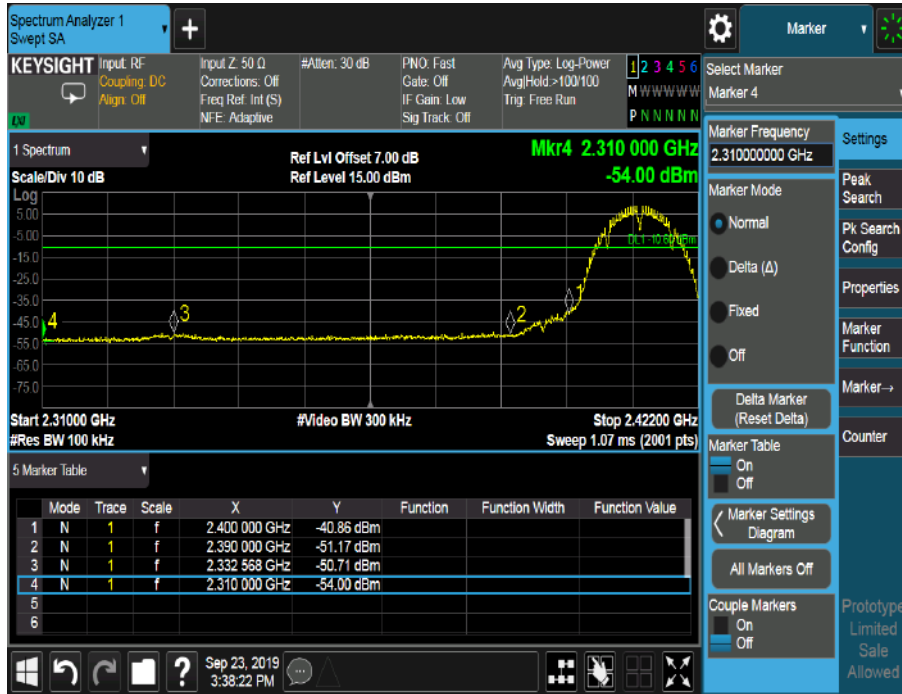 Spectrum Analyzer 1
Swept SA
+
Marker
KEYSIGHT
Input: RF
Coupling: DC
Align: Off
Input Z: 50 Ω
Corrections: Off
Freq Ref: Int (S)
NFE: Adaptive
#Atten: 30 dB
PNO: Fast
Gate: Off
IF Gain: Low
Sig Track: Off
Avg Type: Log-Power
Avg|Hold:>100/100
Trig: Free Run
1 2 3 4 5 6
M W W W W W
P N N N N N
LXI
Select Marker
Marker 4
1 Spectrum
Scale/Div 10 dB
Ref Lvl Offset 7.00 dB
Ref Level 15.00 dBm
Mkr4 2.310 000 GHz
-54.00 dBm
Log
5.00
-5.00
-15.0
-25.0
-35.0
-45.0
-55.0
-65.0
-75.0
DL1 -10.60 dBm
4
3
2
1
Start 2.31000 GHz
#Video BW 300 kHz
Stop 2.42200 GHz
#Res BW 100 kHz
Sweep 1.07 ms (2001 pts)
5 Marker Table
Mode Trace Scale X Y Function Function Width Function Value
1 N 1 f 2.400 000 GHz -40.86 dBm
2 N 1 f 2.390 000 GHz -51.17 dBm
3 N 1 f 2.332 568 GHz -50.71 dBm
4 N 1 f 2.310 000 GHz -54.00 dBm
5
6
Marker Frequency
2.310000000 GHz
Marker Mode
Normal
Delta (Δ)
Fixed
Off
Delta Marker
(Reset Delta)
Marker Table
On
Off
Marker Settings
Diagram
All Markers Off
Couple Markers
On
Off
Settings
Peak
Search
Pk Search
Config
Properties
Marker
Function
Marker→
Counter
Prototype
Limited
Sale
Allowed
?
Sep 23, 2019
3:38:22 PM